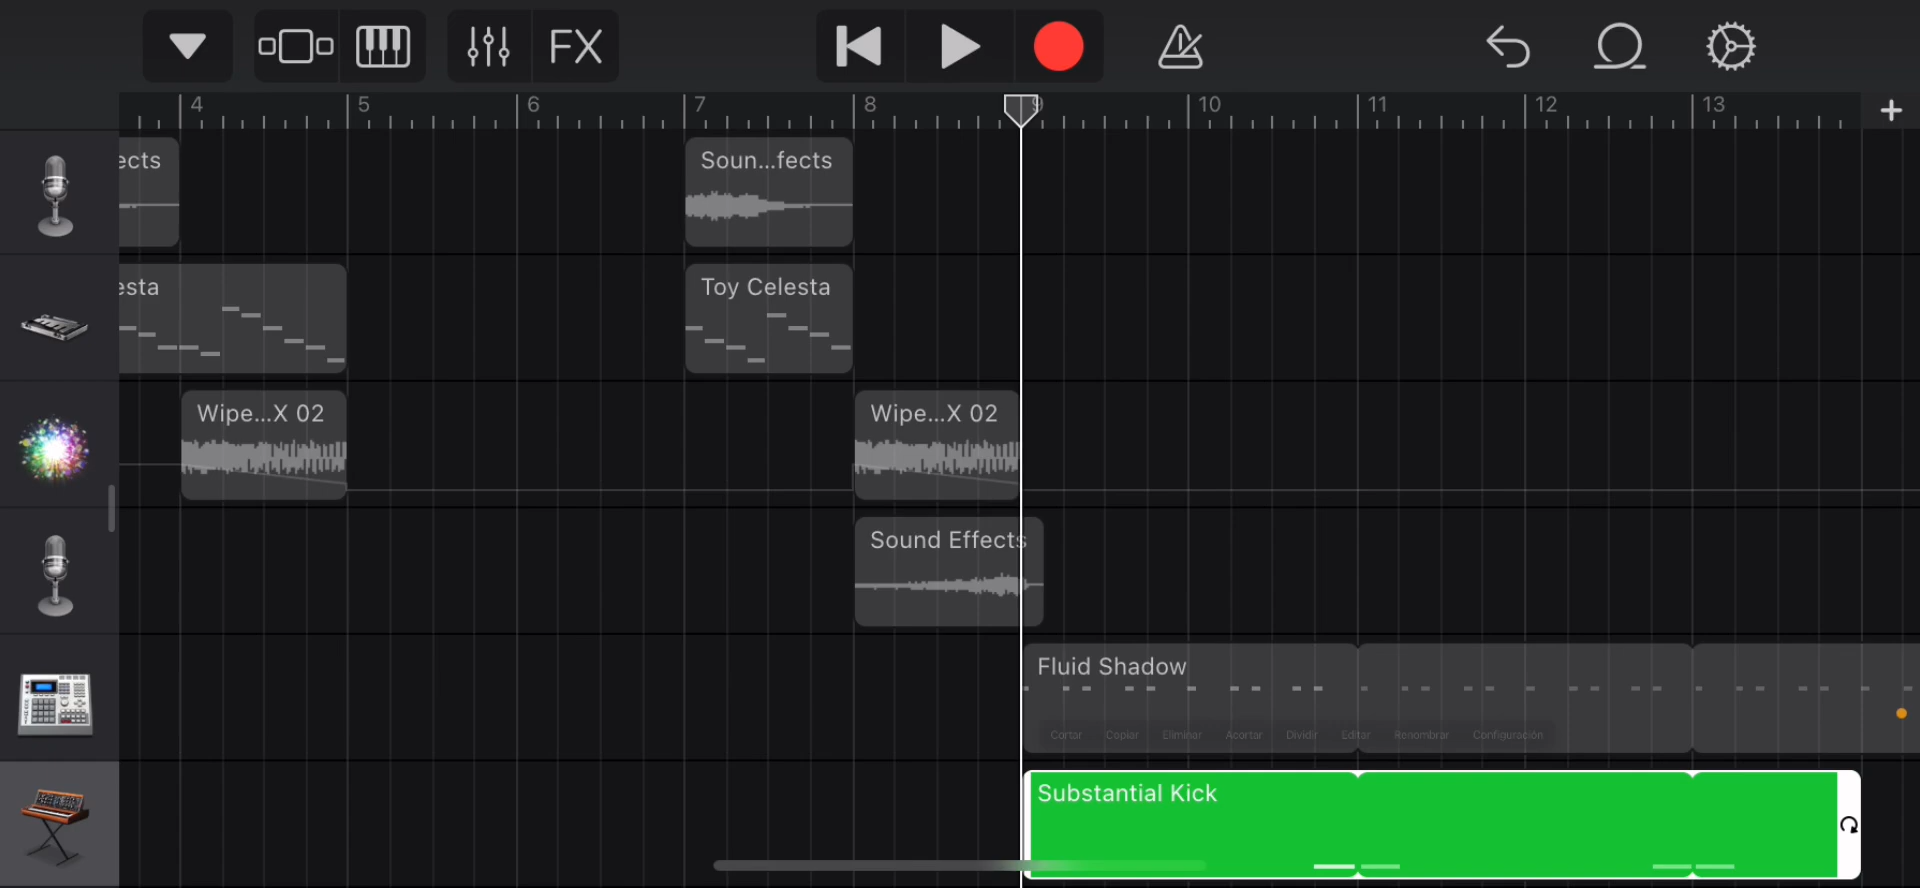 FX
4 5 6 7 8 9 10 11 12 13
ects Soun...fects
esta Toy Celesta
Wipe...X 02 Wipe...X 02
Sound Effects
Fluid Shadow
Cortar Copiar Eliminar Acortar Dividir Editar Renombrar Configuración
Substantial Kick